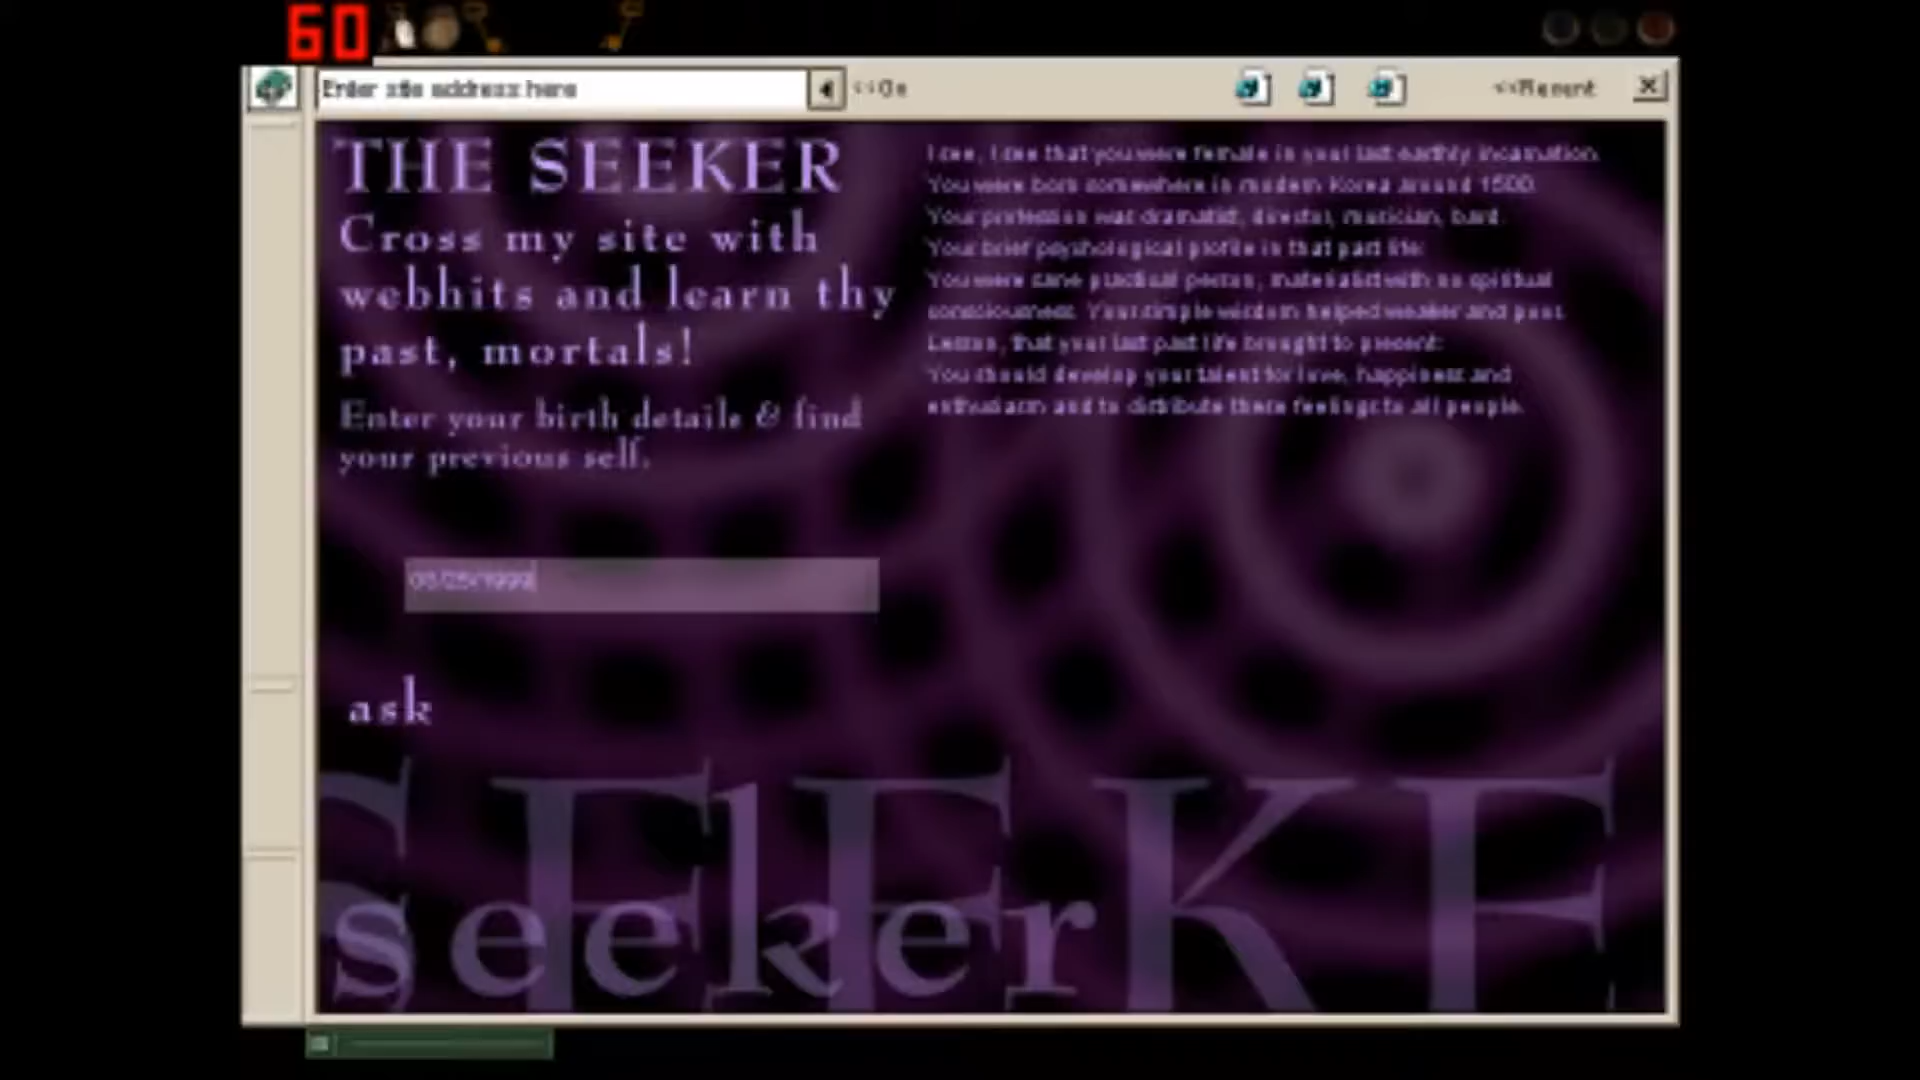 60
Enter site address here
<<Go
<<Recent
X
THE SEEKER
Cross my site with
webhits and learn thy
past, mortals!
Enter your birth details & find
your previous self.
ask
I see, I see that you were female in your last earthly incarnation.
You were born somewhere in modern Korea around 1500.
Your profession was dramatist, director, musician, bard.
Your brief psychological profile in that past life:
You were sane practical person, materialist with no spiritual
consciousness. Your simple wisdom helped weaker and poor.
Lesson, that your last past life brought to present:
You should develop your talent for love, happiness and
enthusiasm and to distribute these feelings to all people.
SEEKE
seeker